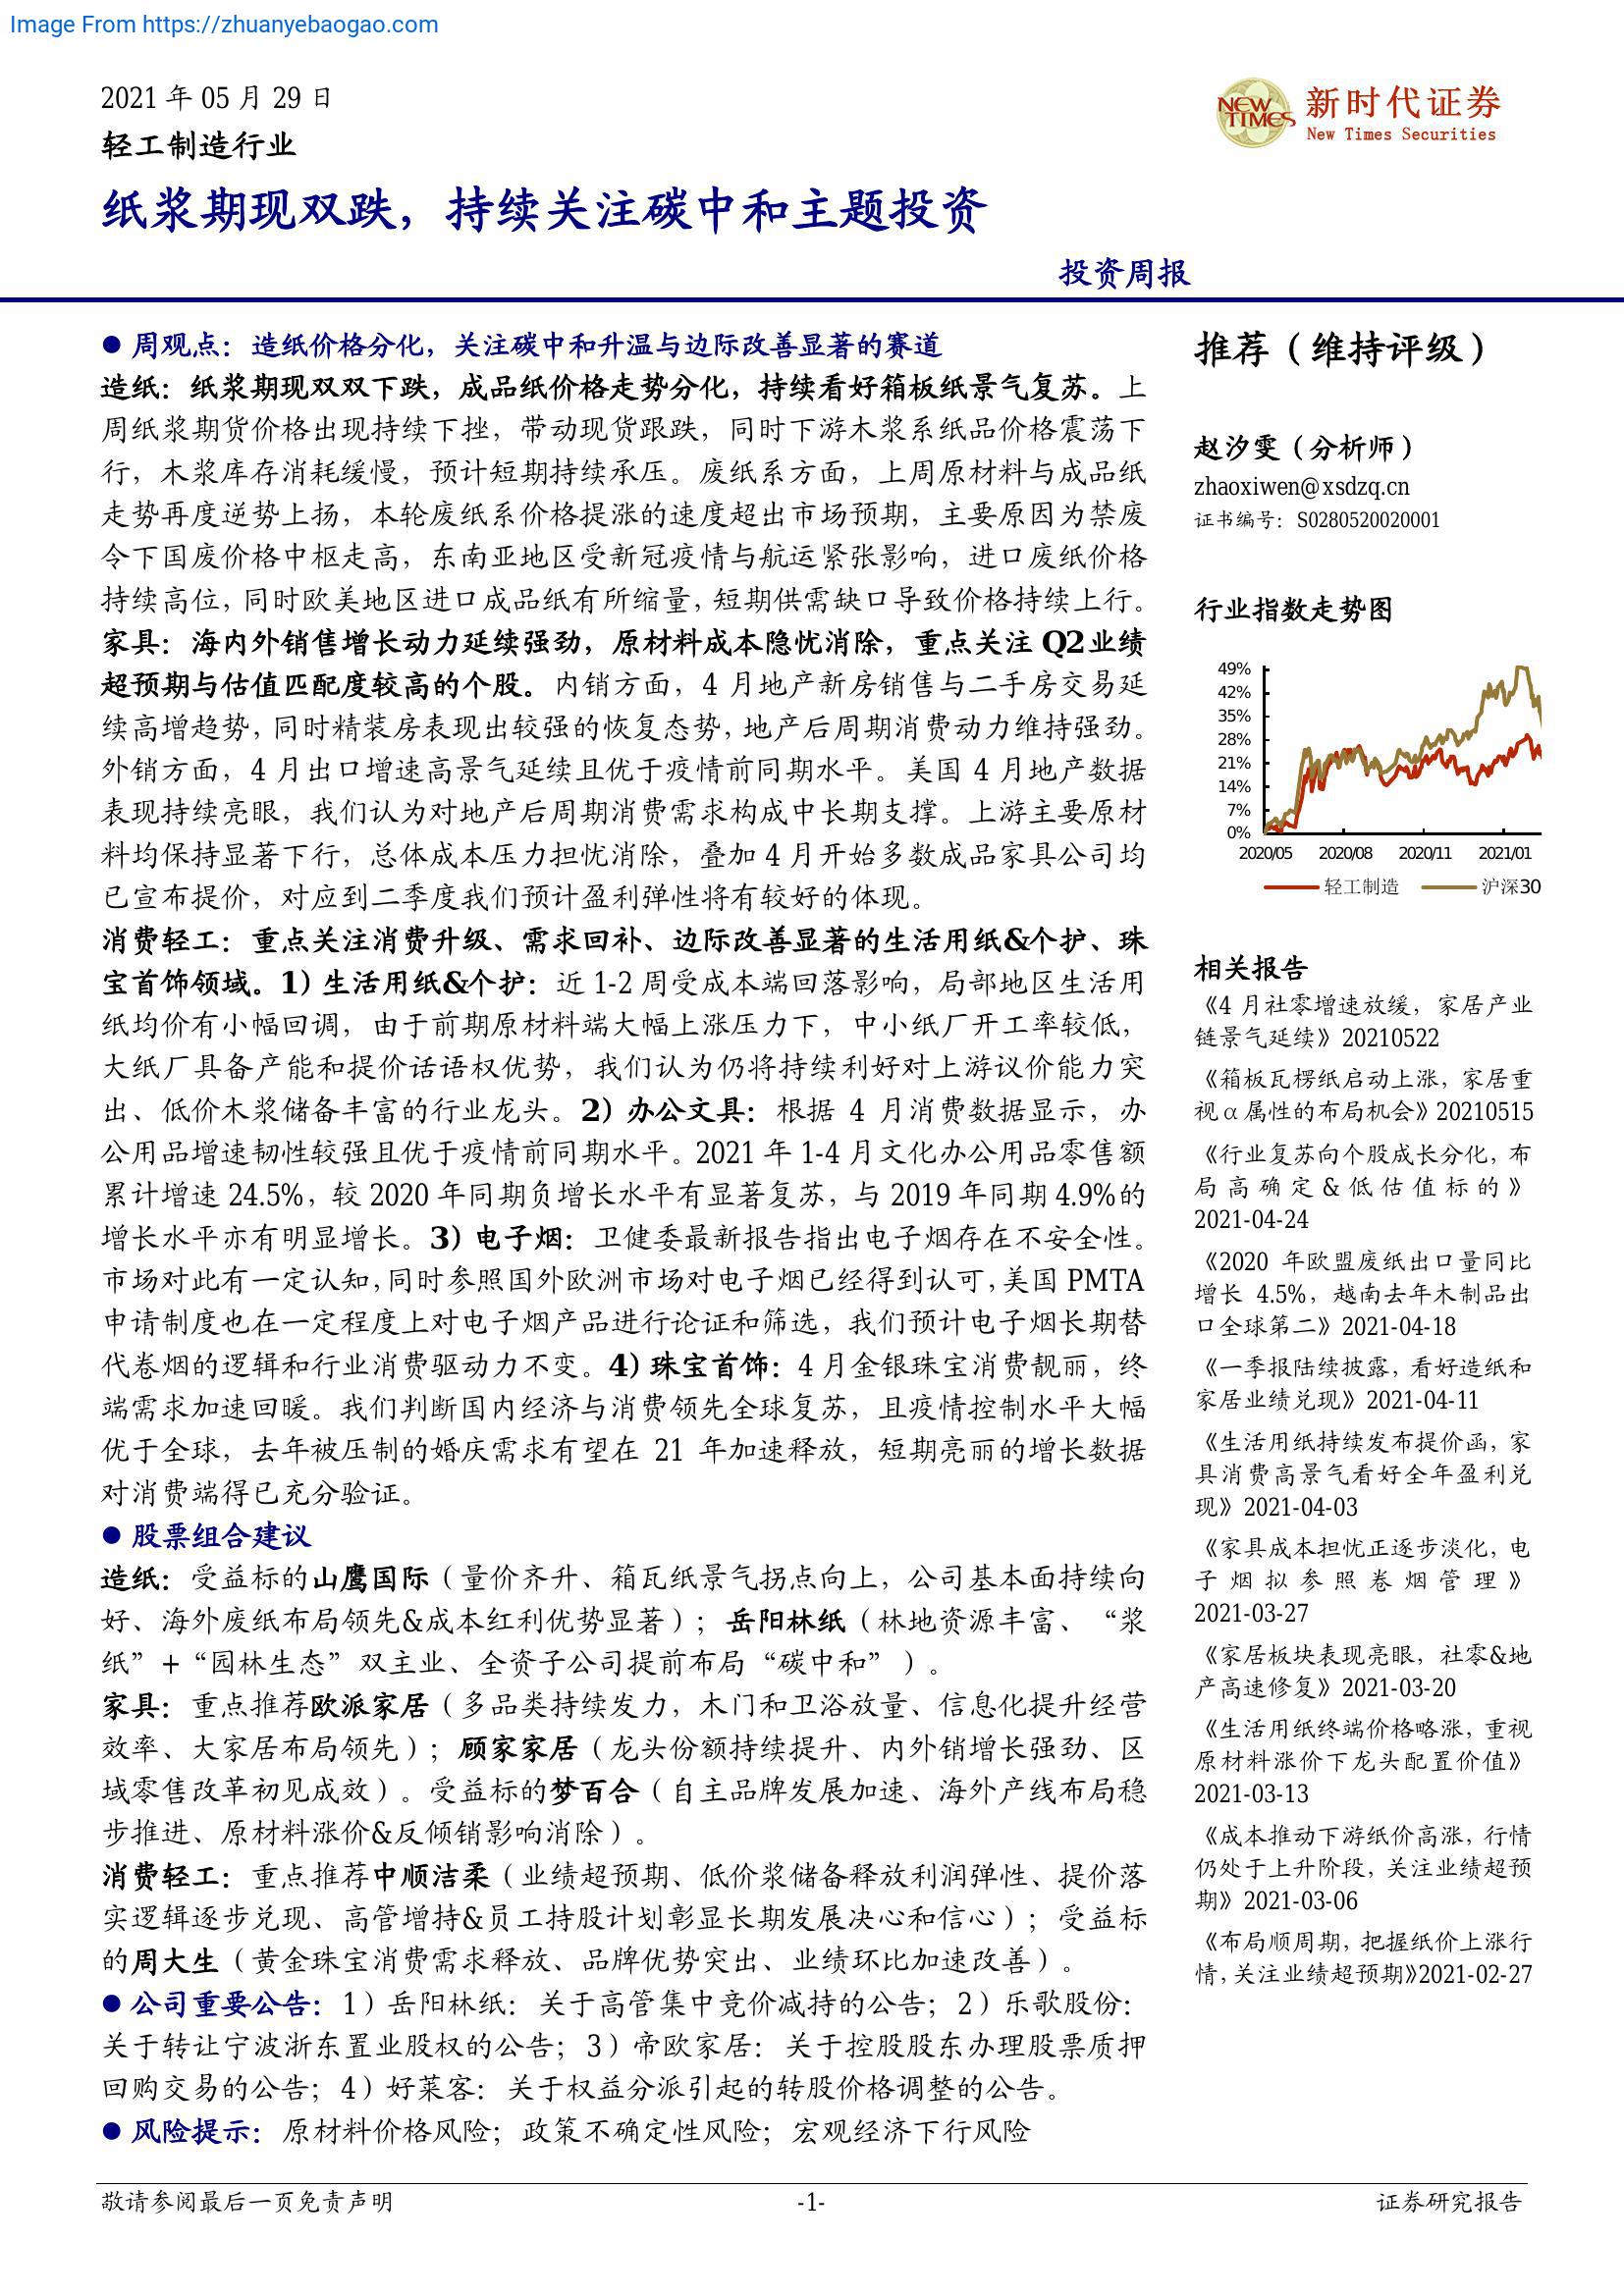 Image From https://zhuanyebaogao.com
2021 年 05 月 29 日
轻工制造行业
NEW TIMES
新时代证券
New Times Securities
纸浆期现双跌，持续关注碳中和主题投资
投资周报
● 周观点：造纸价格分化，关注碳中和升温与边际改善显著的赛道
造纸：纸浆期现双双下跌，成品纸价格走势分化，持续看好箱板纸景气复苏。上
周纸浆期货价格出现持续下挫，带动现货跟跌，同时下游木浆系纸品价格震荡下
行，木浆库存消耗缓慢，预计短期持续承压。废纸系方面，上周原材料与成品纸
走势再度逆势上扬，本轮废纸系价格提涨的速度超出市场预期，主要原因为禁废
令下国废价格中枢走高，东南亚地区受新冠疫情与航运紧张影响，进口废纸价格
持续高位，同时欧美地区进口成品纸有所缩量，短期供需缺口导致价格持续上行。
家具：海内外销售增长动力延续强劲，原材料成本隐忧消除，重点关注 Q2业绩
超预期与估值匹配度较高的个股。内销方面，4 月地产新房销售与二手房交易延
续高增趋势，同时精装房表现出较强的恢复态势，地产后周期消费动力维持强劲。
外销方面，4 月出口增速高景气延续且优于疫情前同期水平。美国 4 月地产数据
表现持续亮眼，我们认为对地产后周期消费需求构成中长期支撑。上游主要原材
料均保持显著下行，总体成本压力担忧消除，叠加 4 月开始多数成品家具公司均
已宣布提价，对应到二季度我们预计盈利弹性将有较好的体现。
消费轻工：重点关注消费升级、需求回补、边际改善显著的生活用纸&个护、珠
宝首饰领域。1）生活用纸&个护：近 1-2 周受成本端回落影响，局部地区生活用
纸均价有小幅回调，由于前期原材料端大幅上涨压力下，中小纸厂开工率较低，
大纸厂具备产能和提价话语权优势，我们认为仍将持续利好对上游议价能力突
出、低价木浆储备丰富的行业龙头。2）办公文具：根据 4 月消费数据显示，办
公用品增速韧性较强且优于疫情前同期水平。2021 年 1-4 月文化办公用品零售额
累计增速 24.5%，较 2020 年同期负增长水平有显著复苏，与 2019 年同期 4.9%的
增长水平亦有明显增长。3）电子烟：卫健委最新报告指出电子烟存在不安全性。
市场对此有一定认知，同时参照国外欧洲市场对电子烟已经得到认可，美国 PMTA
申请制度也在一定程度上对电子烟产品进行论证和筛选，我们预计电子烟长期替
代卷烟的逻辑和行业消费驱动力不变。4）珠宝首饰：4 月金银珠宝消费靓丽，终
端需求加速回暖。我们判断国内经济与消费领先全球复苏，且疫情控制水平大幅
优于全球，去年被压制的婚庆需求有望在 21 年加速释放，短期亮丽的增长数据
对消费端得已充分验证。
● 股票组合建议
造纸：受益标的山鹰国际（量价齐升、箱瓦纸景气拐点向上，公司基本面持续向
好、海外废纸布局领先&成本红利优势显著）；岳阳林纸（林地资源丰富、“浆
纸”+“园林生态”双主业、全资子公司提前布局“碳中和”）。
家具：重点推荐欧派家居（多品类持续发力，木门和卫浴放量、信息化提升经营
效率、大家居布局领先）；顾家家居（龙头份额持续提升、内外销增长强劲、区
域零售改革初见成效）。受益标的梦百合（自主品牌发展加速、海外产线布局稳
步推进、原材料涨价&反倾销影响消除）。
消费轻工：重点推荐中顺洁柔（业绩超预期、低价浆储备释放利润弹性、提价落
实逻辑逐步兑现、高管增持&员工持股计划彰显长期发展决心和信心）；受益标
的周大生（黄金珠宝消费需求释放、品牌优势突出、业绩环比加速改善）。
● 公司重要公告：1）岳阳林纸：关于高管集中竞价减持的公告；2）乐歌股份：
关于转让宁波浙东置业股权的公告；3）帝欧家居：关于控股股东办理股票质押
回购交易的公告；4）好莱客：关于权益分派引起的转股价格调整的公告。
● 风险提示：原材料价格风险；政策不确定性风险；宏观经济下行风险
推荐（维持评级）
赵汐雯（分析师）
zhaoxiwen@xsdzq.cn
证书编号：S0280520020001
行业指数走势图
49%
42%
35%
28%
21%
14%
7%
0%
2020/05 2020/08 2020/11 2021/01
轻工制造 沪深30
相关报告
《4 月社零增速放缓，家居产业
链景气延续》20210522
《箱板瓦楞纸启动上涨，家居重
视 α 属性的布局机会》20210515
《行业复苏向个股成长分化，布
局高确定&低估值标的》
2021-04-24
《2020 年欧盟废纸出口量同比
增长 4.5%，越南去年木制品出
口全球第二》2021-04-18
《一季报陆续披露，看好造纸和
家居业绩兑现》2021-04-11
《生活用纸持续发布提价函，家
具消费高景气看好全年盈利兑
现》2021-04-03
《家具成本担忧正逐步淡化，电
子烟拟参照卷烟管理》
2021-03-27
《家居板块表现亮眼，社零&地
产高速修复》2021-03-20
《生活用纸终端价格略涨，重视
原材料涨价下龙头配置价值》
2021-03-13
《成本推动下游纸价高涨，行情
仍处于上升阶段，关注业绩超预
期》2021-03-06
《布局顺周期，把握纸价上涨行
情，关注业绩超预期》2021-02-27
敬请参阅最后一页免责声明
-1-
证券研究报告